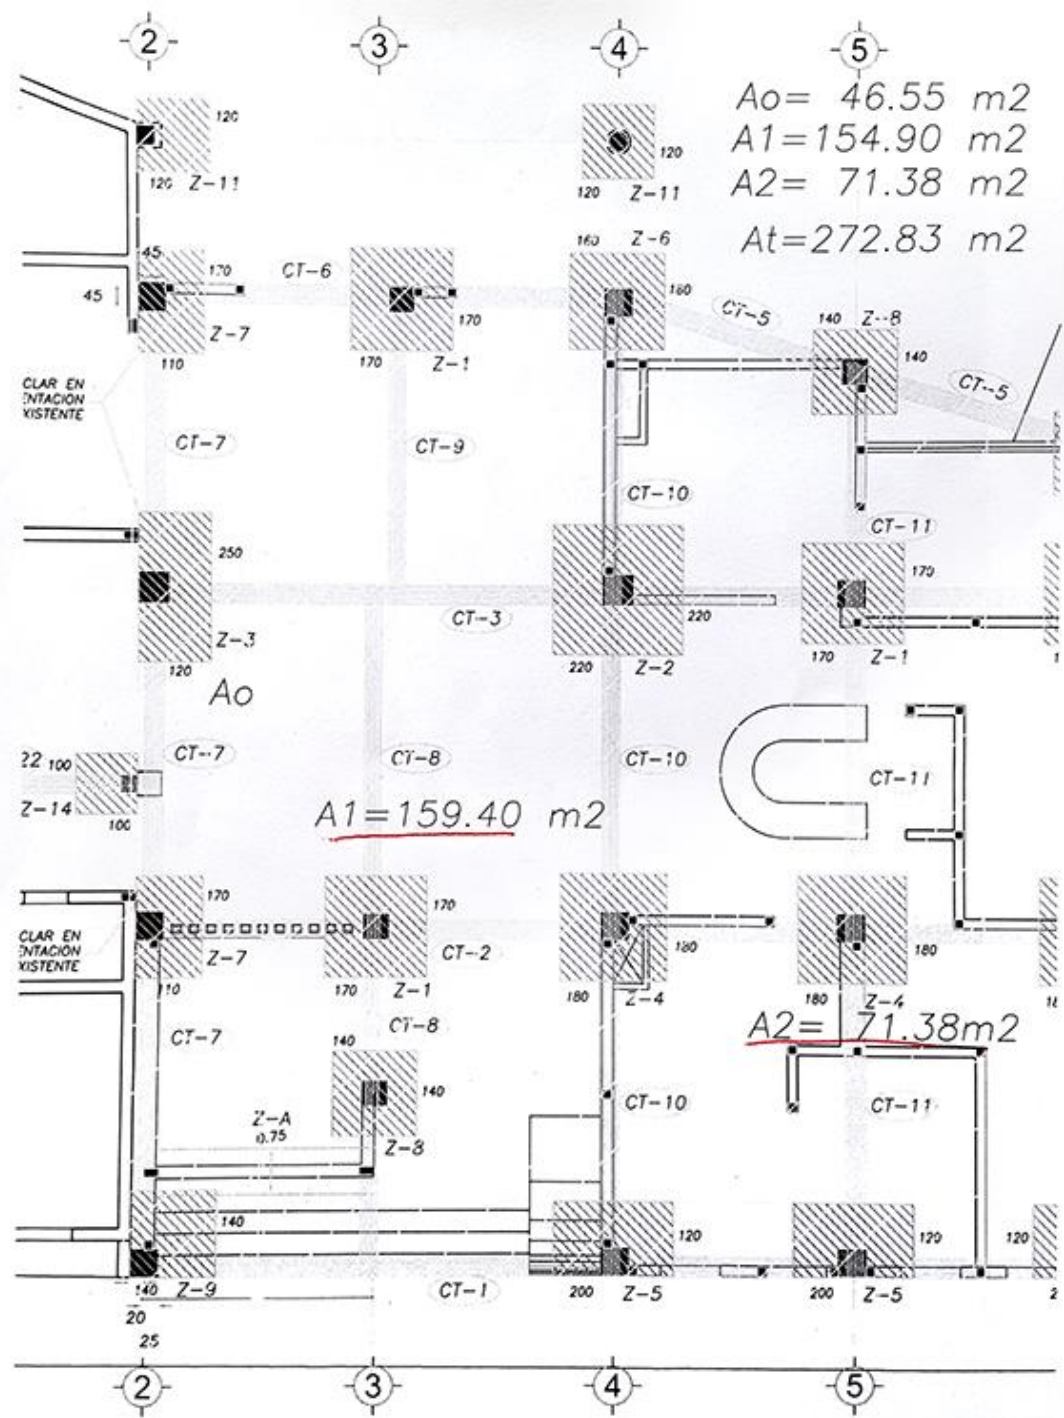 2 3 4 5
Ao= 46.55 m2
A1=154.90 m2
A2= 71.38 m2
At=272.83 m2
120
120 Z-11
120
120 Z-11
45
45
170
Z-7
110
CT-6
170
170 Z-1
160 Z-6
180
CT-5
140 Z-8
140
CT-5
CLAR EN
ENTACION
XISTENTE
CT-7
CT-9
CT-10
CT-11
250
Z-3
120
CT-3
220
220 Z-2
170
170 Z-1
1
Ao
22 100
Z-14
100
CT-7
CT-8
CT-10
CT-11
A1=159.40 m2
170
Z-7
110
170
170 Z-1
CT-2
180
180 Z-4
180
180 Z-4
CLAR EN
ENTACION
XISTENTE
A2= 71.38m2
CT-7
CT-8
140
140
Z-8
CT-10
CT-11
Z-A
0.75
140
140 Z-9
CT-1
120
200 Z-5
120
200 Z-5
120
2
20
25
2 3 4 5